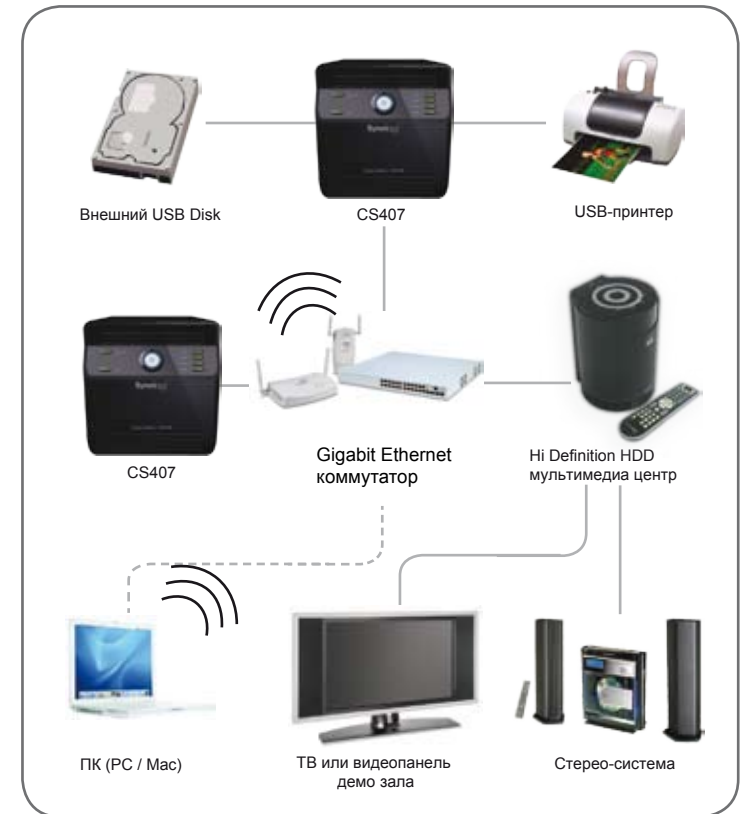 Внешний USB Disk
CS407
USB-принтер
CS407
Gigabit Ethernet
коммутатор
Hi Definition HDD
мультимедиа центр
ПК (PC / Mac)
ТВ или видеопанель
демо зала
Стерео-система